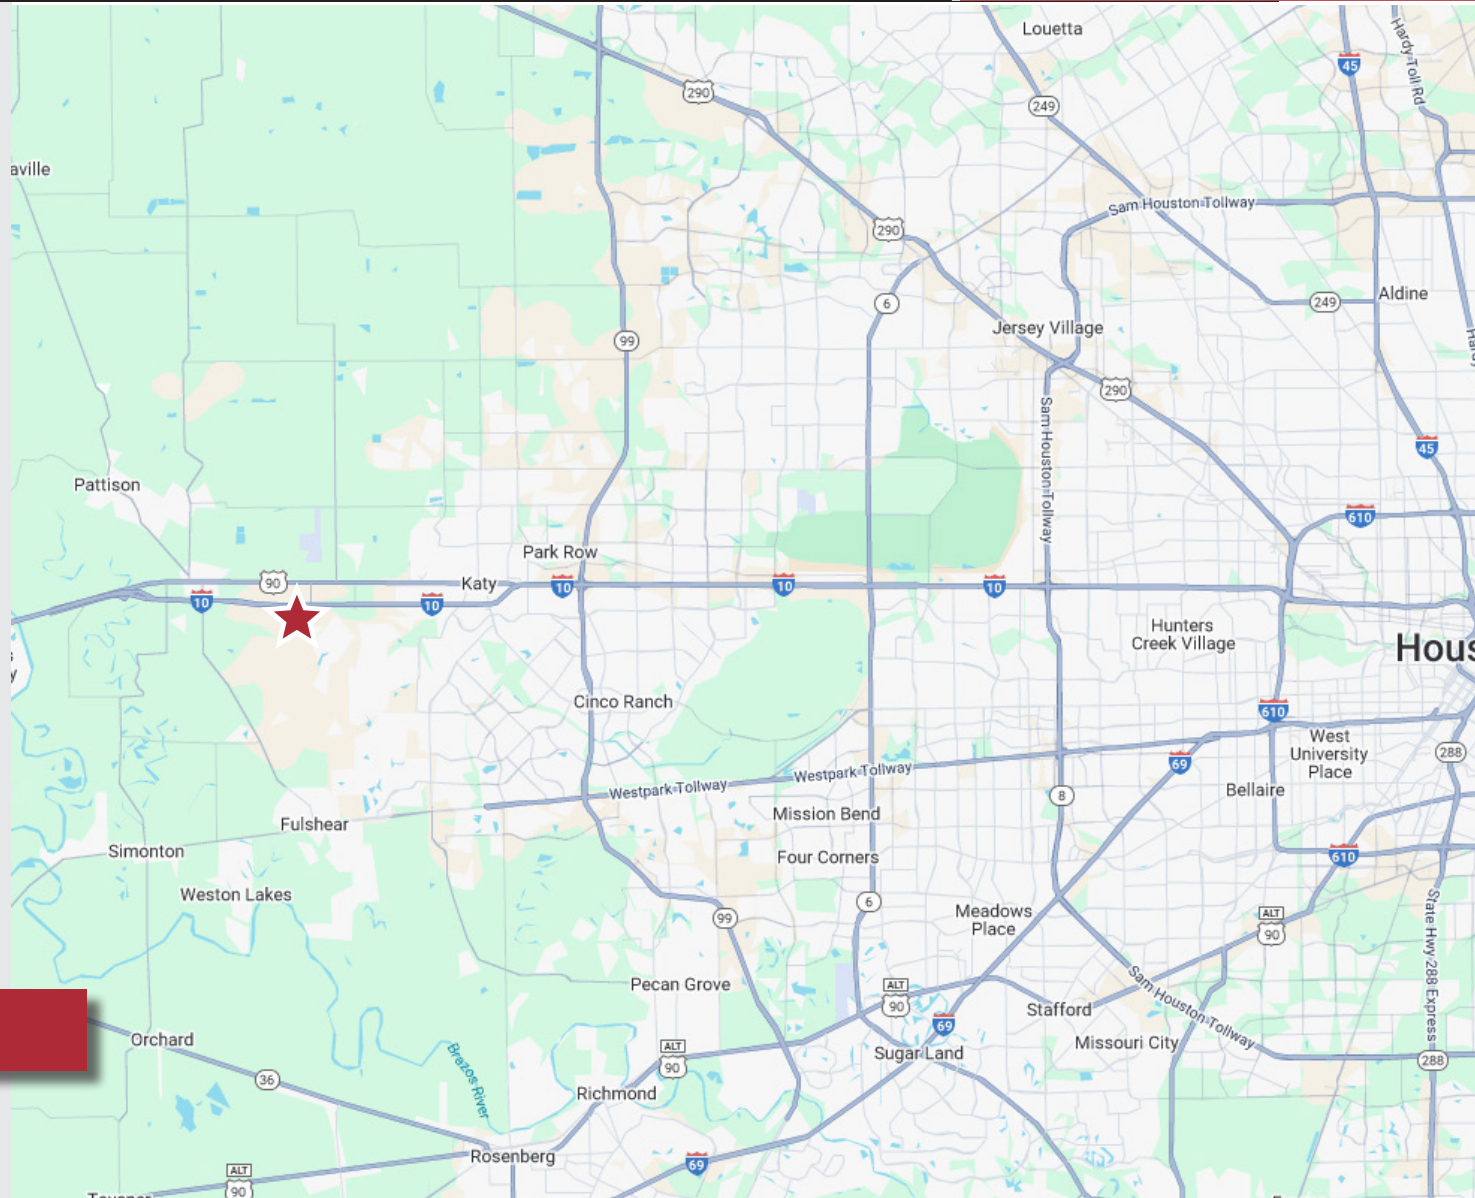 Louetta
45
Hardy Toll Rd
290
249
aville
Sam Houston Tollway
290
6
249
Aldine
Jersey Village
99
290
Sam Houston Tollway
45
Pattison
610
Park Row
90
Katy
10
10
10
10
10
Hunters
Creek Village
Hous
Cinco Ranch
610
West
University
Place
288
69
Westpark Tollway
Westpark Tollway
Bellaire
8
Mission Bend
Fulshear
Simonton
Four Corners
610
Weston Lakes
6
99
Meadows
Place
ALT
90
State Hwy 288 Express
Pecan Grove
ALT
90
Sam Houston Tollway
Stafford
69
Orchard
Missouri City
Sugar Land
ALT
90
288
Brazos River
36
Richmond
Rosenberg
69
ALT
90